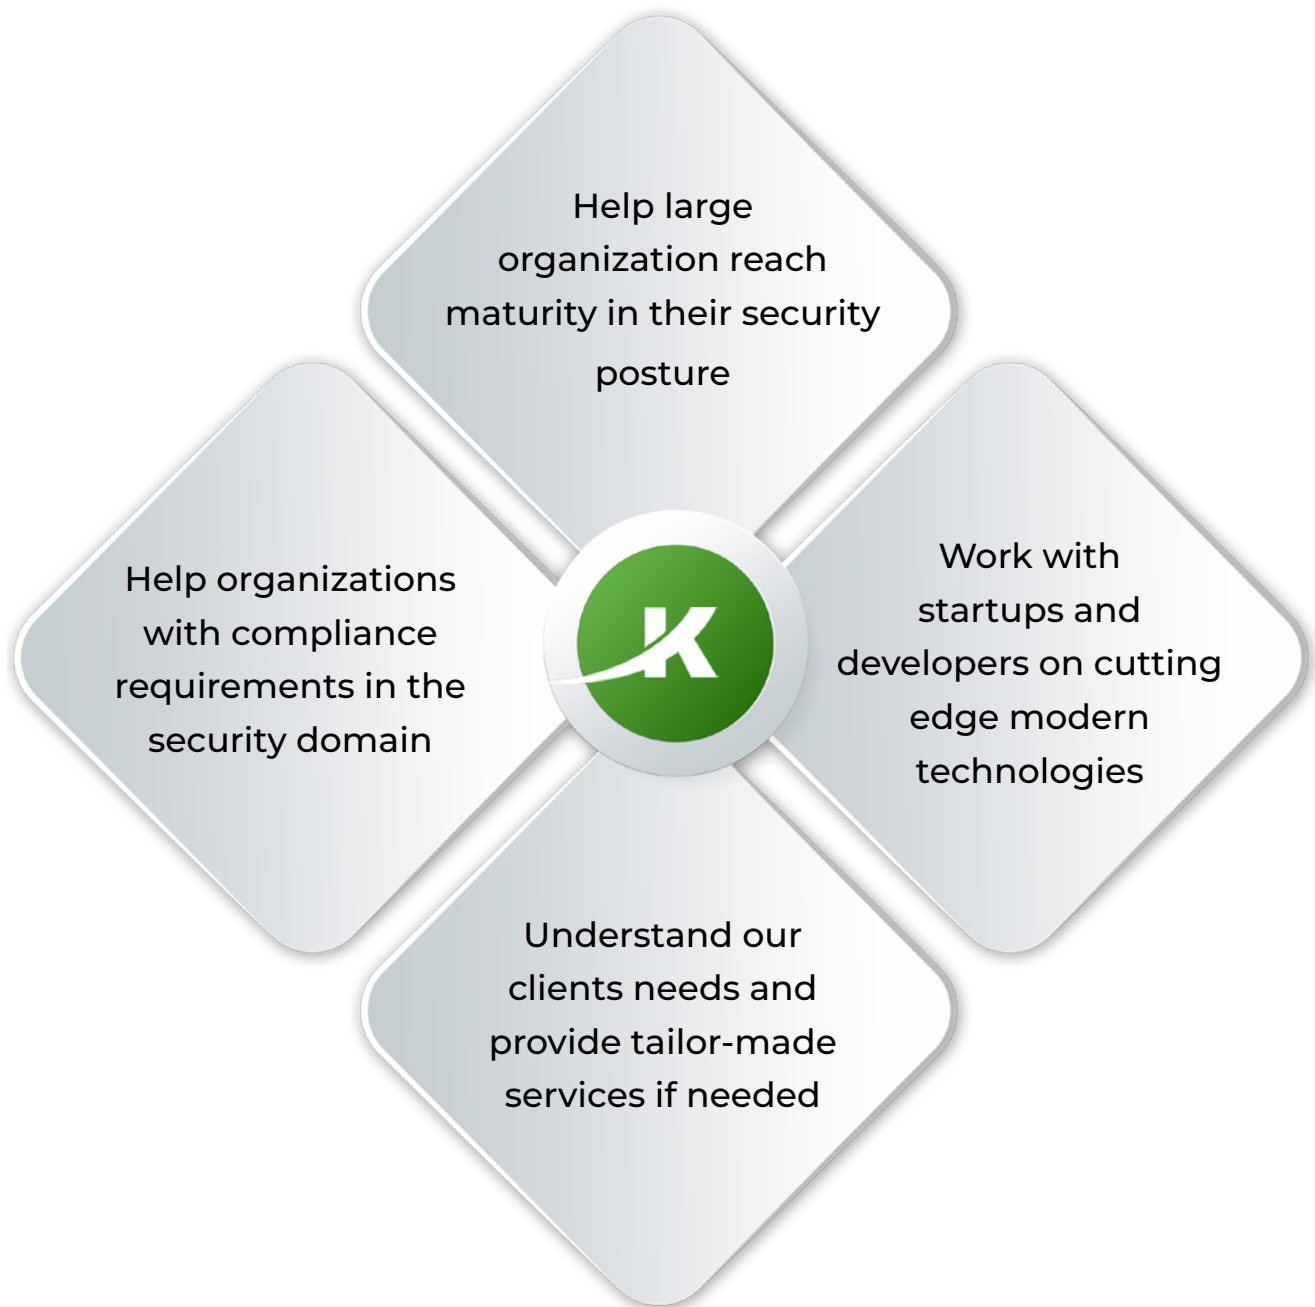 Help large
organization reach
maturity in their security
posture
Help organizations
with compliance
requirements in the
security domain
K
Work with
startups and
developers on cutting
edge modern
technologies
Understand our
clients needs and
provide tailor-made
services if needed